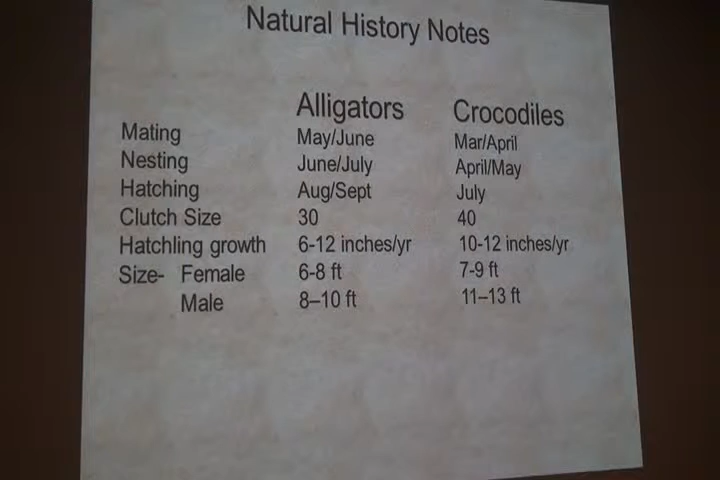 Natural History Notes
Alligators Crocodiles
Mating May/June Mar/April
Nesting June/July April/May
Hatching Aug/Sept July
Clutch Size 30 40
Hatchling growth 6-12 inches/yr 10-12 inches/yr
Size- Female 6-8 ft 7-9 ft
Male 8–10 ft 11–13 ft